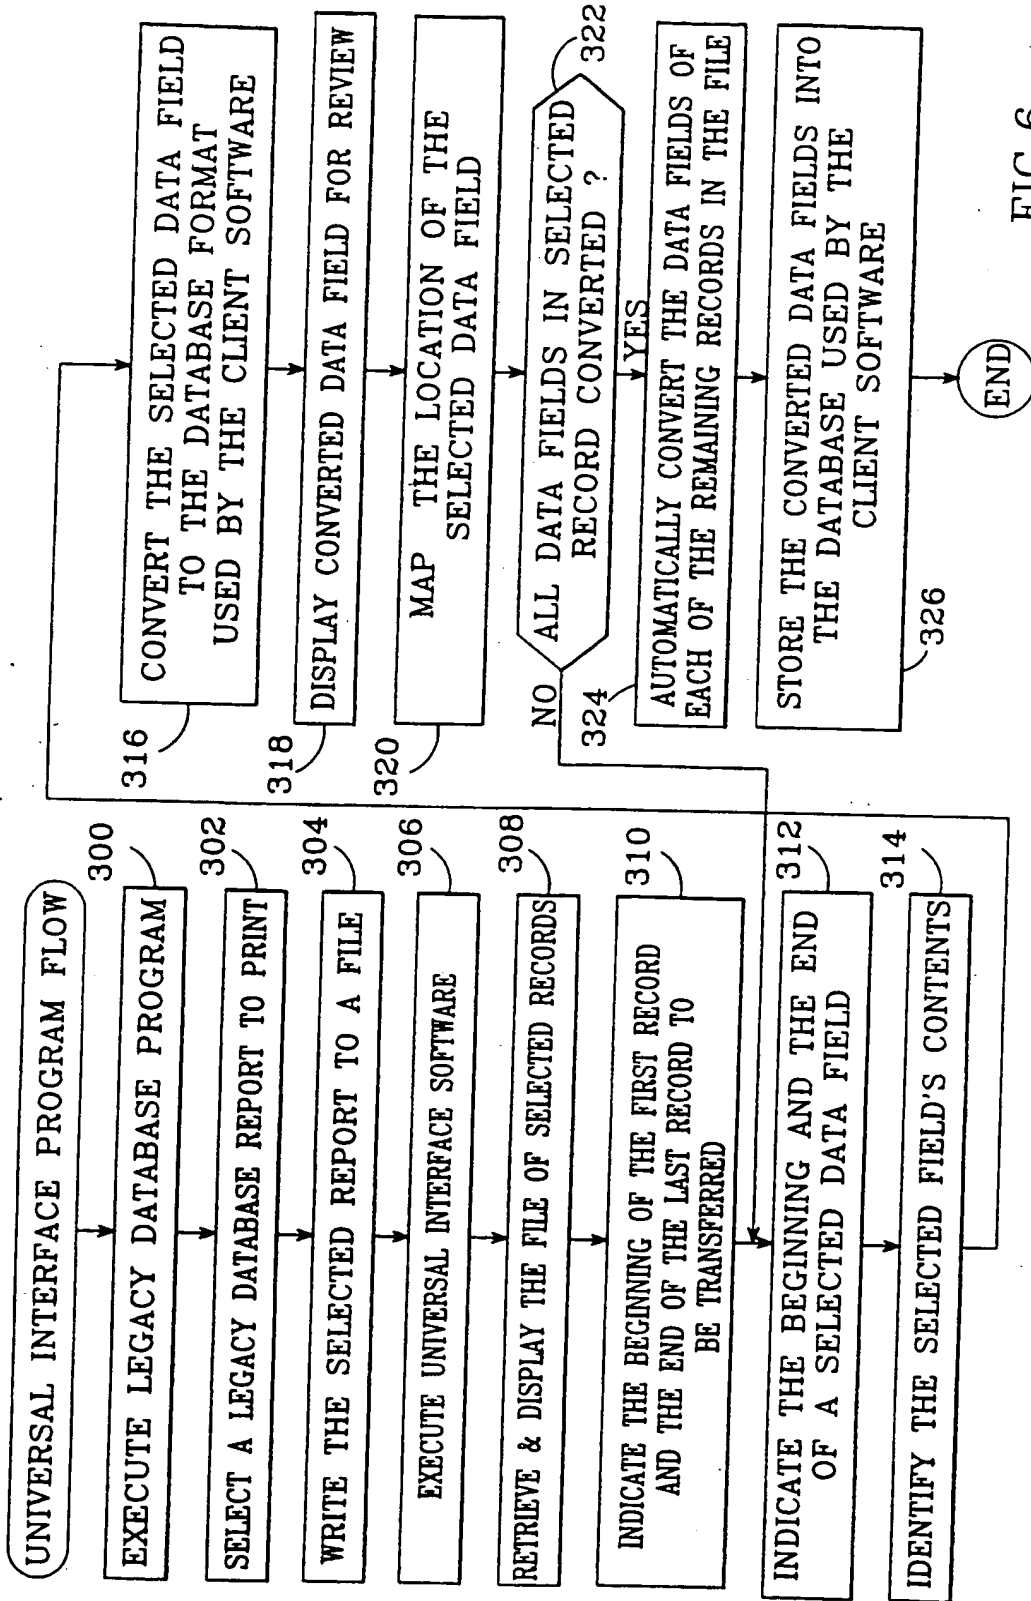 UNIVERSAL INTERFACE PROGRAM FLOW
300
EXECUTE LEGACY DATABASE PROGRAM
302
SELECT A LEGACY DATABASE REPORT TO PRINT
304
WRITE THE SELECTED REPORT TO A FILE
306
EXECUTE UNIVERSAL INTERFACE SOFTWARE
308
RETRIEVE & DISPLAY THE FILE OF SELECTED RECORDS
310
INDICATE THE BEGINNING OF THE FIRST RECORD
AND THE END OF THE LAST RECORD TO
BE TRANSFERRED
312
INDICATE THE BEGINNING AND THE END
OF A SELECTED DATA FIELD
314
IDENTIFY THE SELECTED FIELD'S CONTENTS
316
CONVERT THE SELECTED DATA FIELD
TO THE DATABASE FORMAT
USED BY THE CLIENT SOFTWARE
318
DISPLAY CONVERTED DATA FIELD FOR REVIEW
320
MAP THE LOCATION OF THE
SELECTED DATA FIELD
322
NO
ALL DATA FIELDS IN SELECTED
RECORD CONVERTED ?
YES
324
AUTOMATICALLY CONVERT THE DATA FIELDS OF
EACH OF THE REMAINING RECORDS IN THE FILE
STORE THE CONVERTED DATA FIELDS INTO
THE DATABASE USED BY THE
CLIENT SOFTWARE
326
END
FIG.6